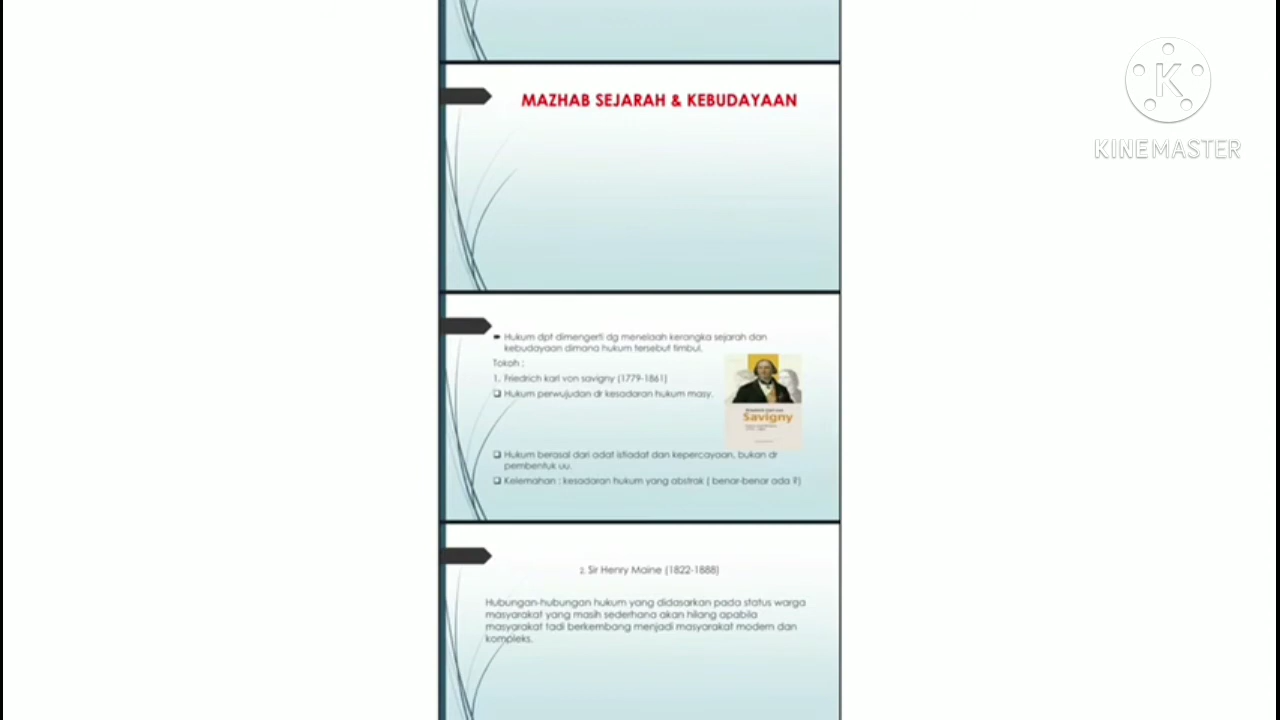 MAZHAB SEJARAH & KEBUDAYAAN
K
KINEMASTER
Hukum dpt dimengerti dg menelaah kerangka sejarah dan
kebudayaan dimana hukum tersebut timbul.
Tokoh :
1. Friedrich karl von savigny (1779-1861)
❑ Hukum perwujudan dr kesadaran hukum masy.
Friedrich Karl von
Savigny
❑ Hukum berasal dari adat istiadat dan kepercayaan, bukan dr
pembentuk uu.
❑ Kelemahan : kesadaran hukum yang abstrak ( benar-benar ada ?)
2. Sir Henry Maine (1822-1888)
Hubungan-hubungan hukum yang didasarkan pada status warga
masyarakat yang masih sederhana akan hilang apabila
masyarakat tadi berkembang menjadi masyarakat modern dan
kompleks.